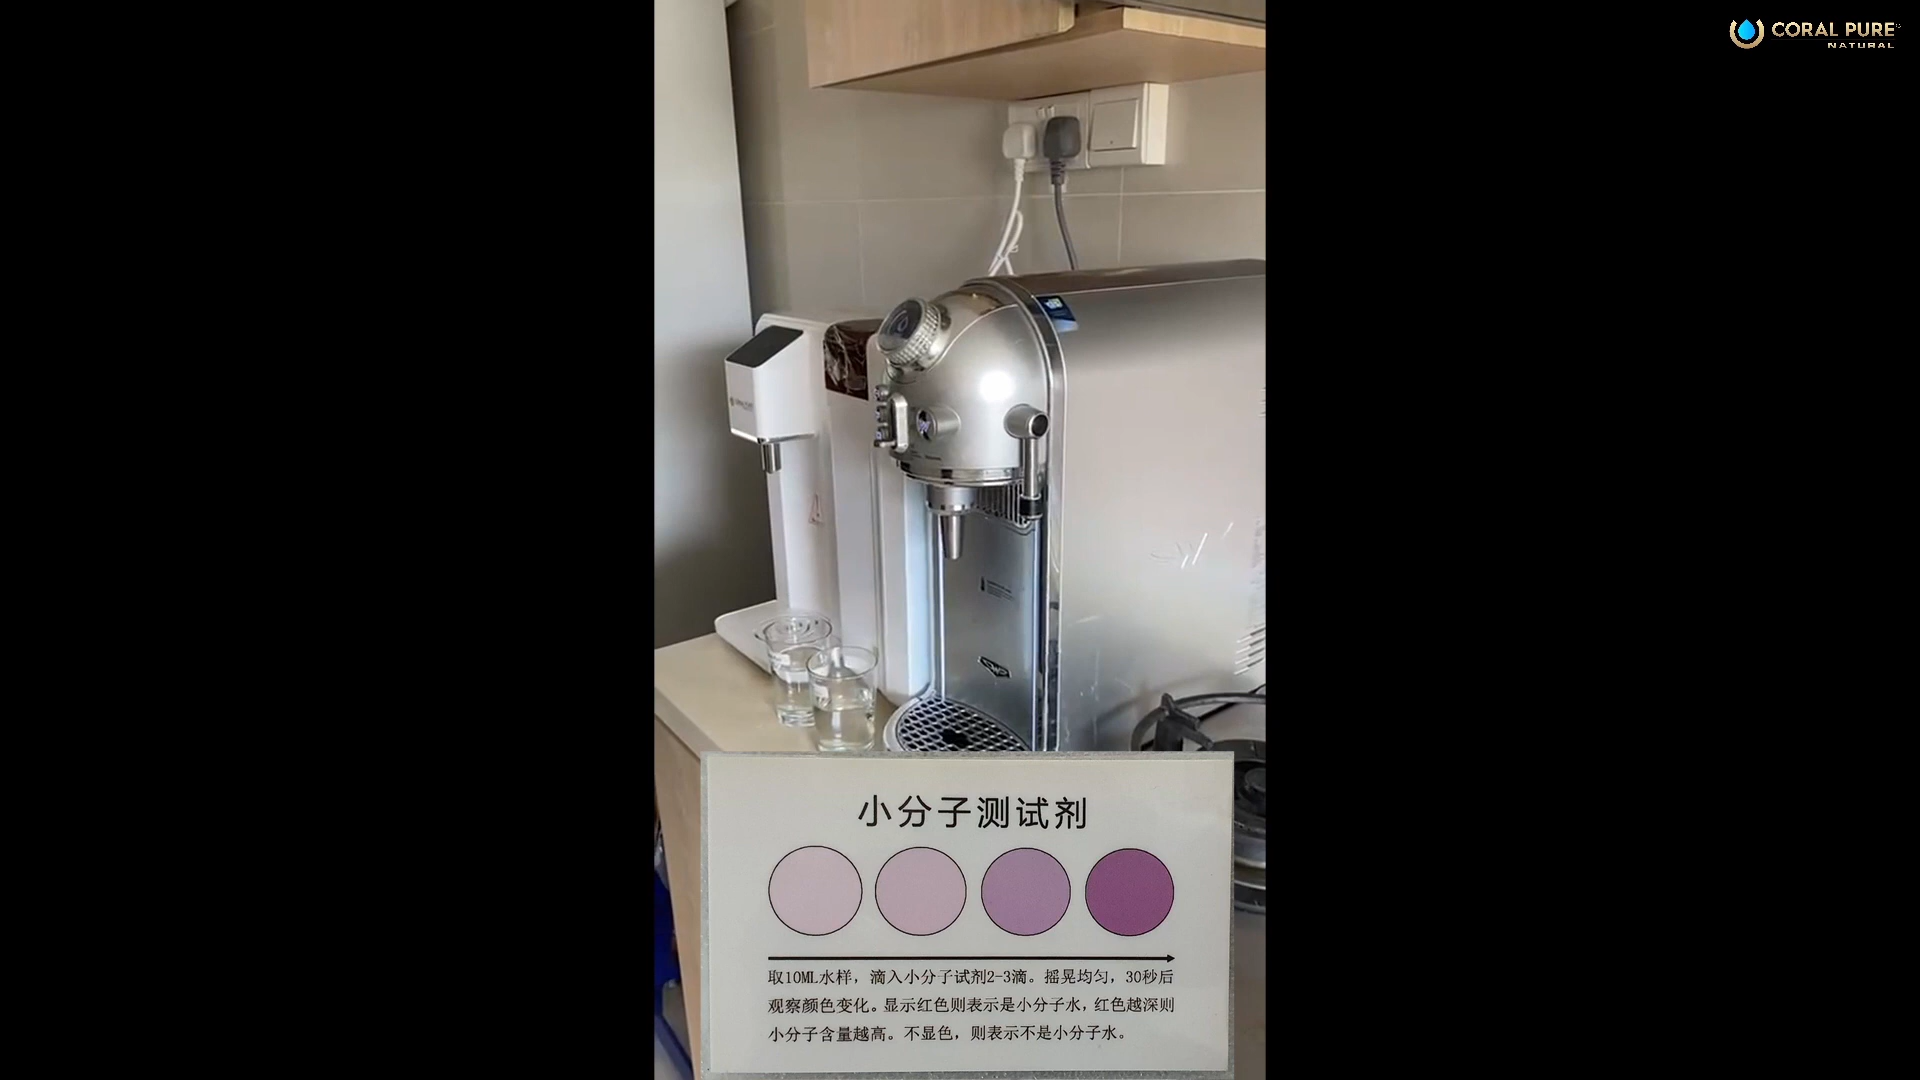 CORAL PURE
NATURAL
小分子测试剂
取10ML水样，滴入小分子试剂2-3滴。摇晃均匀，30秒后
观察颜色变化。显示红色则表示是小分子水，红色越深则
小分子含量越高。不显色，则表示不是小分子水。